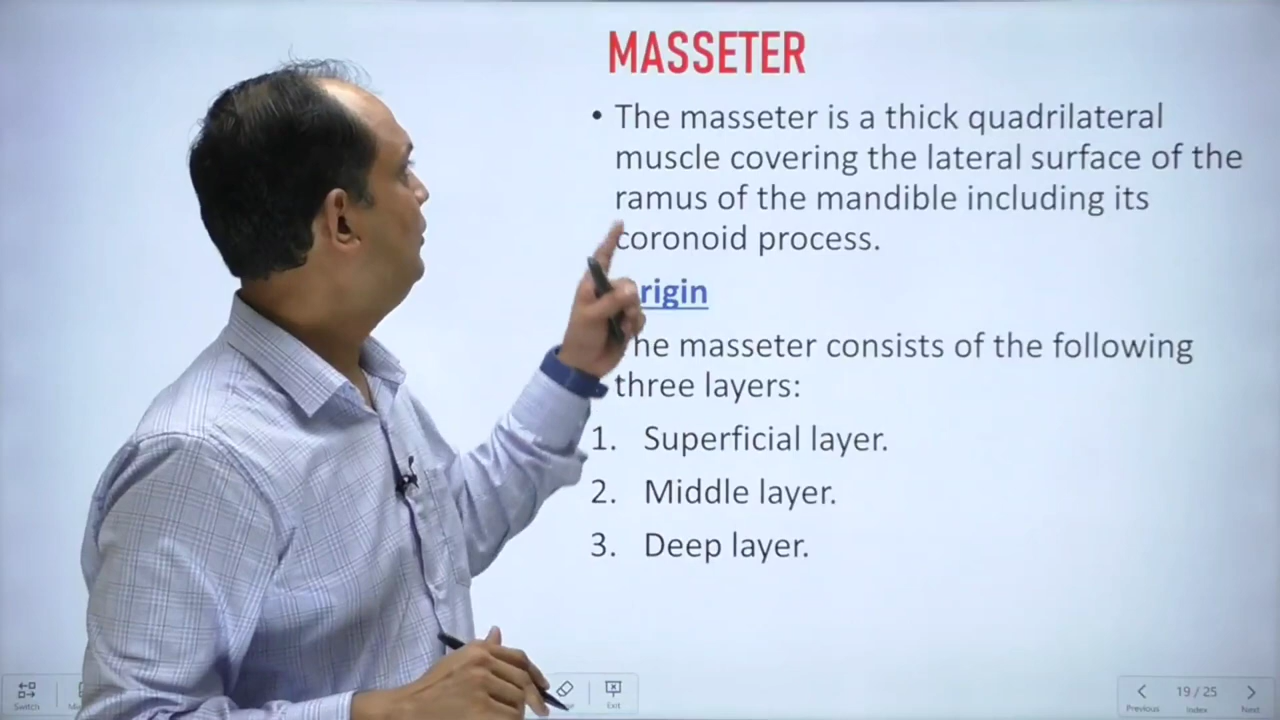 MASSETER
• The masseter is a thick quadrilateral
muscle covering the lateral surface of the
ramus of the mandible including its
coronoid process.
rigin
he masseter consists of the following
three layers:
1. Superficial layer.
2. Middle layer.
3. Deep layer.
Switch
Exit
Previous
19 / 25
Index
Next